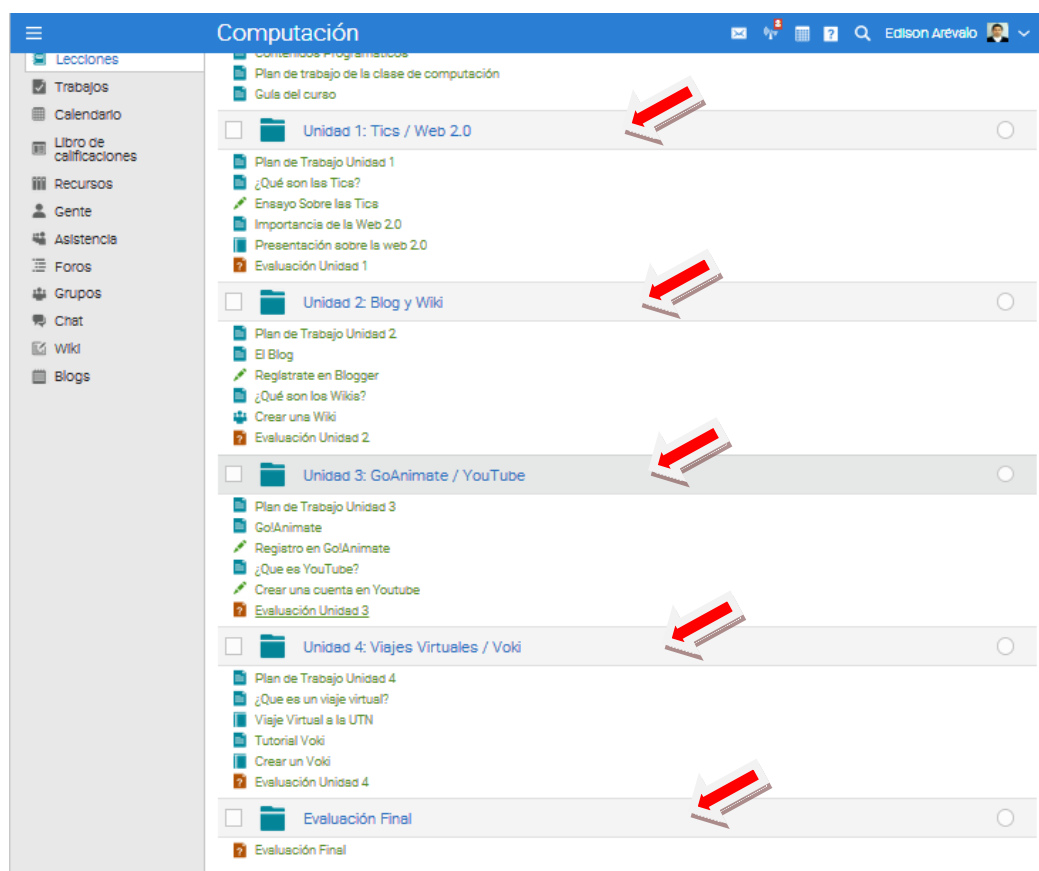 Computación
2
?
Edison Arévalo
Lecciones
Trabajos
Calendario
Libro de
calificaciones
Recursos
Gente
Asistencia
Foros
Grupos
Chat
Wiki
Blogs
Contenidos Programáticos
Plan de trabajo de la clase de computación
Guía del curso
Unidad 1: Tics / Web 2.0
Plan de Trabajo Unidad 1
¿Qué son las Tics?
Ensayo Sobre las Tics
Importancia de la Web 2.0
Presentación sobre la web 2.0
Evaluación Unidad 1
Unidad 2: Blog y Wiki
Plan de Trabajo Unidad 2
El Blog
Regístrate en Blogger
¿Qué son los Wikis?
Crear una Wiki
Evaluación Unidad 2
Unidad 3: GoAnimate / YouTube
Plan de Trabajo Unidad 3
Go!Animate
Registro en Go!Animate
¿Que es YouTube?
Crear una cuenta en Youtube
Evaluación Unidad 3
Unidad 4: Viajes Virtuales / Voki
Plan de Trabajo Unidad 4
¿Que es un viaje virtual?
Viaje Virtual a la UTN
Tutorial Voki
Crear un Voki
Evaluación Unidad 4
Evaluación Final
Evaluación Final